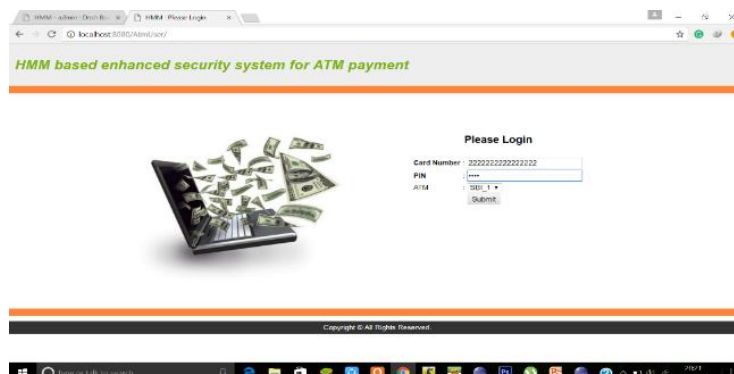 HMM - admin : Dash Bo
HMM : Please Login
localhost:8080/AtmUser/
HMM based enhanced security system for ATM payment
Please Login
Card Number : 2222222222222222
PIN : ••••
ATM : SBI_1
Submit
Copyright © All Rights Reserved.